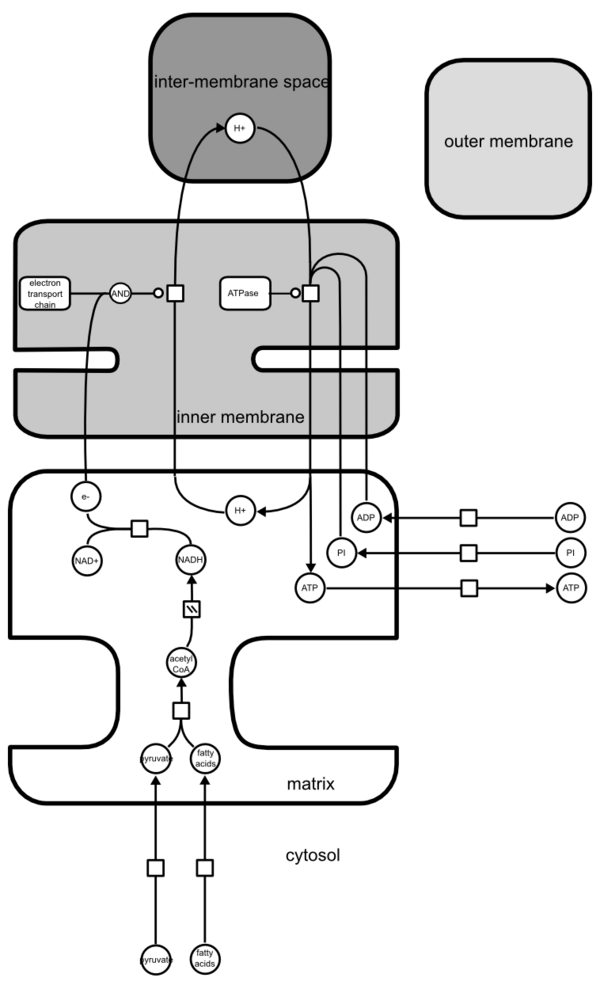 inter-membrane space
H+
outer membrane
electron
transport
chain
AND
ATPase
inner membrane
e-
H+
ADP
ADP
NAD+
NADH
PI
PI
ATP
ATP
acetyl
CoA
pyruvate
fatty
acids
matrix
cytosol
pyruvate
fatty
acids